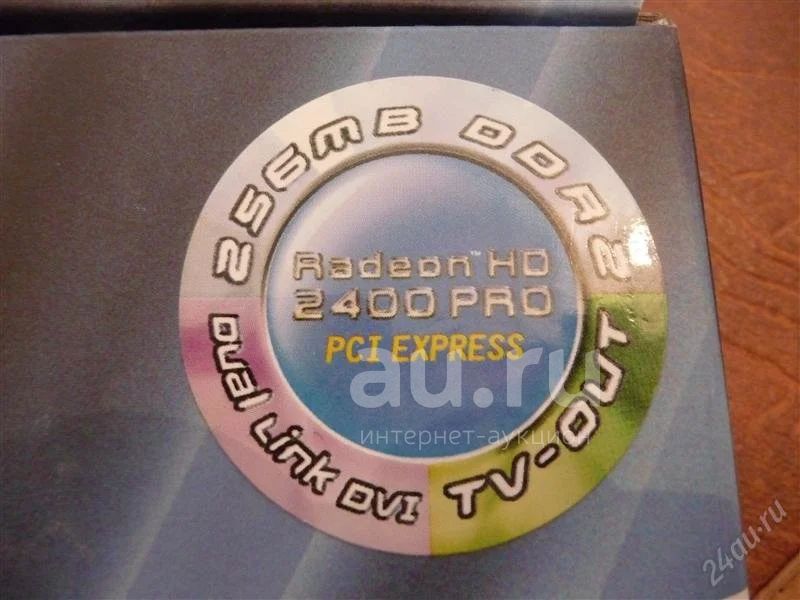 256MB DDR2
Radeon™ HD
2400 PRO
PCI EXPRESS
Dual Link DVI
TV-OUT
au.ru
интернет-аукцион
24au.ru